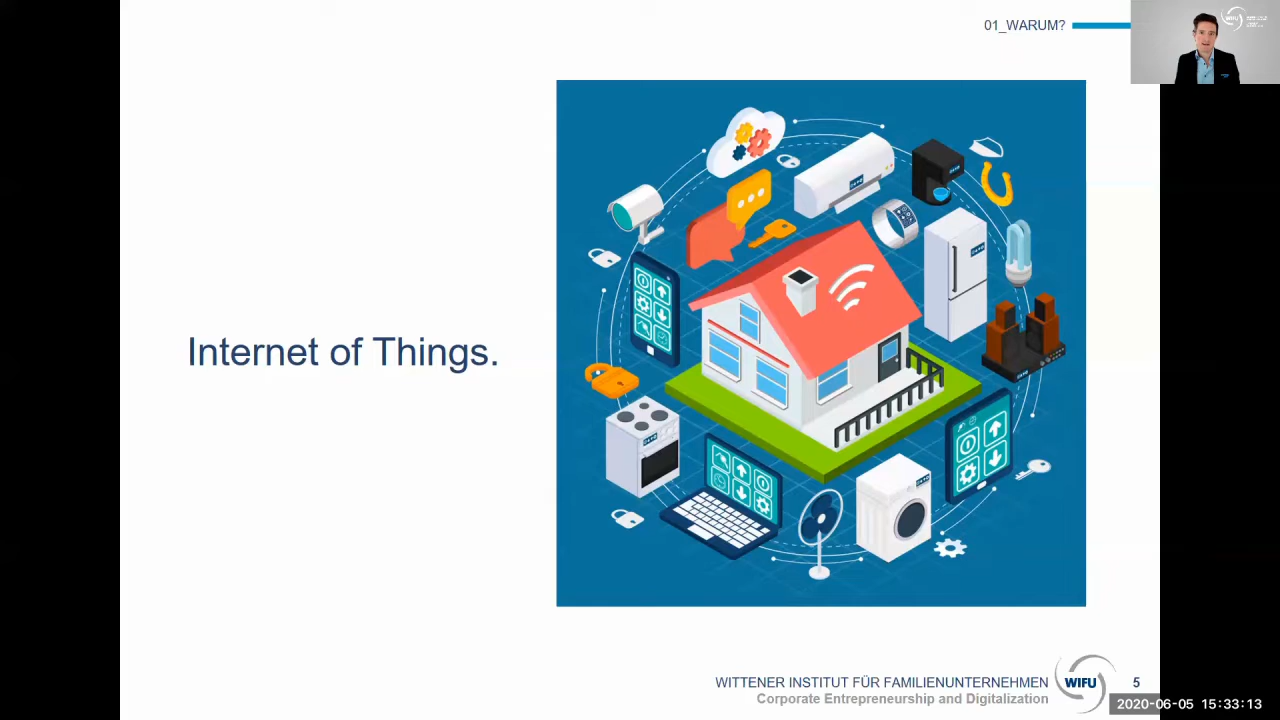 01_WARUM?
WIFU
Internet of Things.
WITTENER INSTITUT FÜR FAMILIENUNTERNEHMEN
Corporate Entrepreneurship and Digitalization
WIFU
5
2020-06-05 15:33:13